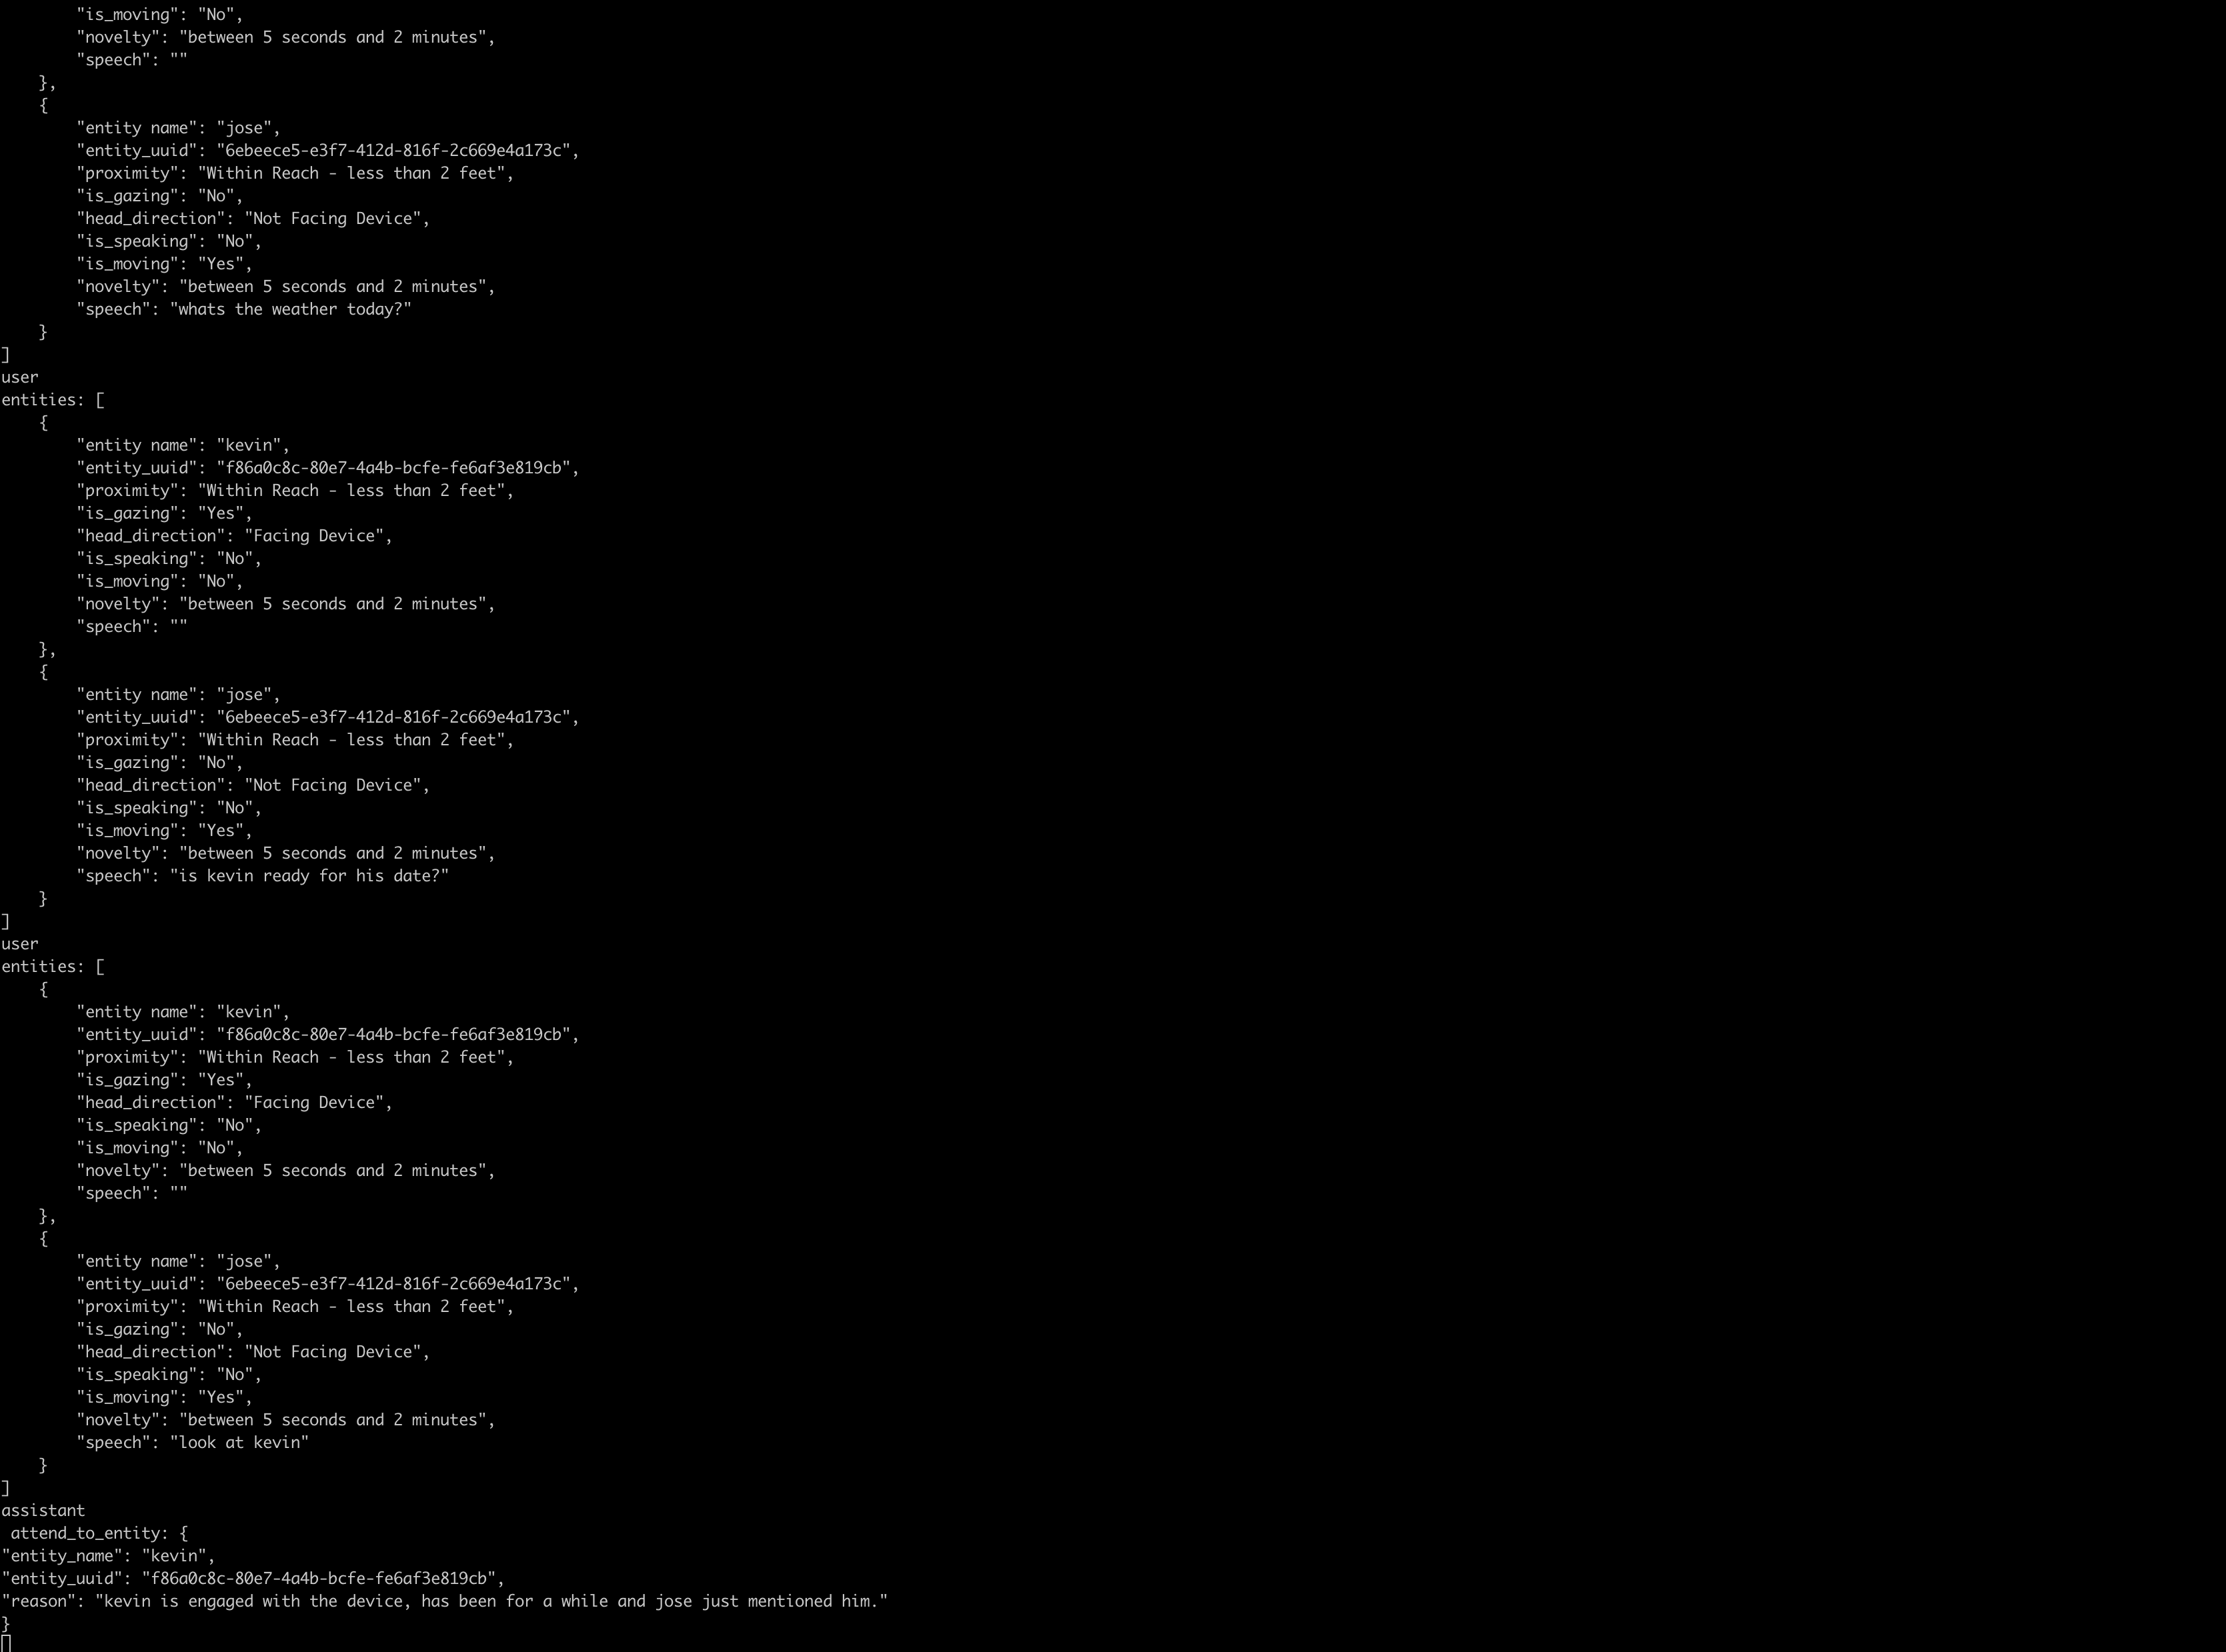 "is_moving": "No",
        "novelty": "between 5 seconds and 2 minutes",
        "speech": ""
    },
    {
        "entity name": "jose",
        "entity_uuid": "6ebeece5-e3f7-412d-816f-2c669e4a173c",
        "proximity": "Within Reach - less than 2 feet",
        "is_gazing": "No",
        "head_direction": "Not Facing Device",
        "is_speaking": "No",
        "is_moving": "Yes",
        "novelty": "between 5 seconds and 2 minutes",
        "speech": "whats the weather today?"
    }
]
user
entities: [
    {
        "entity name": "kevin",
        "entity_uuid": "f86a0c8c-80e7-4a4b-bcfe-fe6af3e819cb",
        "proximity": "Within Reach - less than 2 feet",
        "is_gazing": "Yes",
        "head_direction": "Facing Device",
        "is_speaking": "No",
        "is_moving": "No",
        "novelty": "between 5 seconds and 2 minutes",
        "speech": ""
    },
    {
        "entity name": "jose",
        "entity_uuid": "6ebeece5-e3f7-412d-816f-2c669e4a173c",
        "proximity": "Within Reach - less than 2 feet",
        "is_gazing": "No",
        "head_direction": "Not Facing Device",
        "is_speaking": "No",
        "is_moving": "Yes",
        "novelty": "between 5 seconds and 2 minutes",
        "speech": "is kevin ready for his date?"
    }
]
user
entities: [
    {
        "entity name": "kevin",
        "entity_uuid": "f86a0c8c-80e7-4a4b-bcfe-fe6af3e819cb",
        "proximity": "Within Reach - less than 2 feet",
        "is_gazing": "Yes",
        "head_direction": "Facing Device",
        "is_speaking": "No",
        "is_moving": "No",
        "novelty": "between 5 seconds and 2 minutes",
        "speech": ""
    },
    {
        "entity name": "jose",
        "entity_uuid": "6ebeece5-e3f7-412d-816f-2c669e4a173c",
        "proximity": "Within Reach - less than 2 feet",
        "is_gazing": "No",
        "head_direction": "Not Facing Device",
        "is_speaking": "No",
        "is_moving": "Yes",
        "novelty": "between 5 seconds and 2 minutes",
        "speech": "look at kevin"
    }
]
assistant
 attend_to_entity: {
"entity_name": "kevin",
"entity_uuid": "f86a0c8c-80e7-4a4b-bcfe-fe6af3e819cb",
"reason": "kevin is engaged with the device, has been for a while and jose just mentioned him."
}